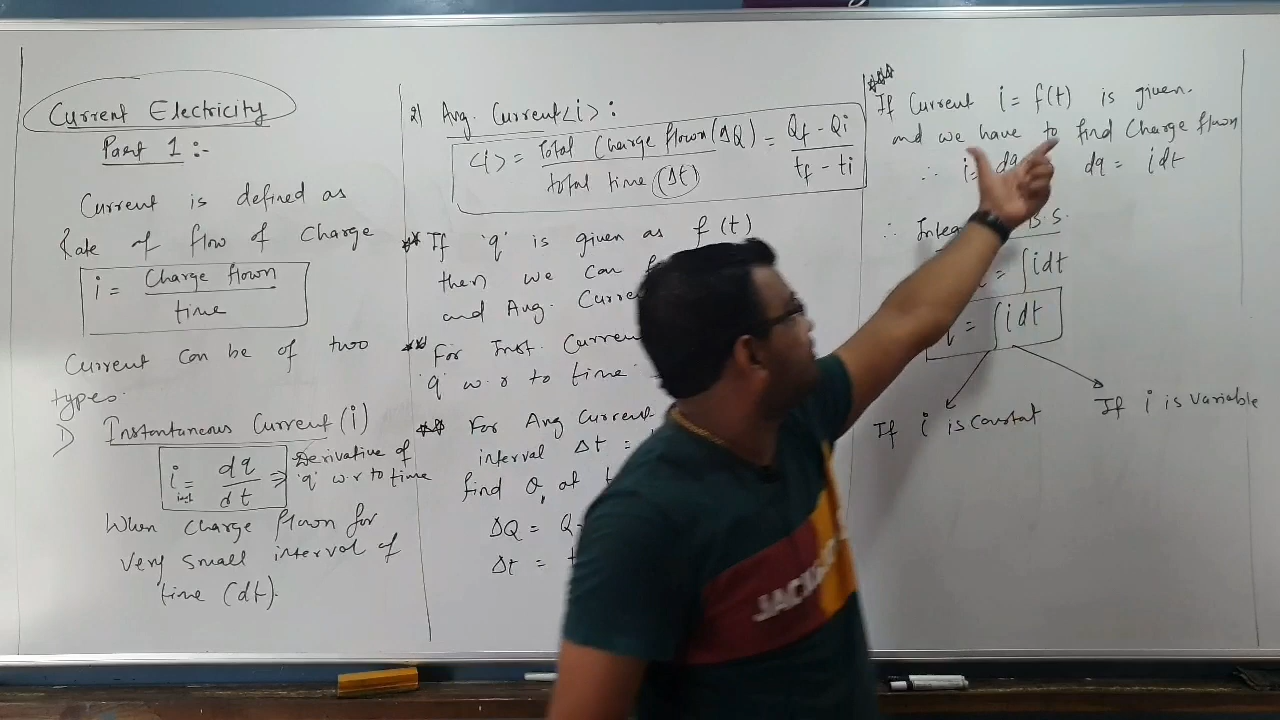 Current Electricity
Part 1 :-
Current is defined as
Rate of flow of charge
i = Charge flown / time
Current can be of two
types.
1) Instantaneous Current (i)
i inst = dq / dt ⇒ Derivative of 'q' w.r to time
When charge flown for
very small interval of
time (dt).
2) Avg. Current <i> :
<i> = Total Charge flown (ΔQ) / total time (Δt) = Qf - Qi / tf - ti
** If 'q' is given as f(t)
then we can
and Avg.
** For Inst.
'q' w.r to time
** For Avg Current
interval Δt =
find Q, at
ΔQ = Q
Δt =
***
If Current i = f(t) is given.
and we have to find Charge flown
∴ i = dq = idt
∴
B.S.
= ∫idt
= ∫idt
If i is constat
If i is variable
JACK